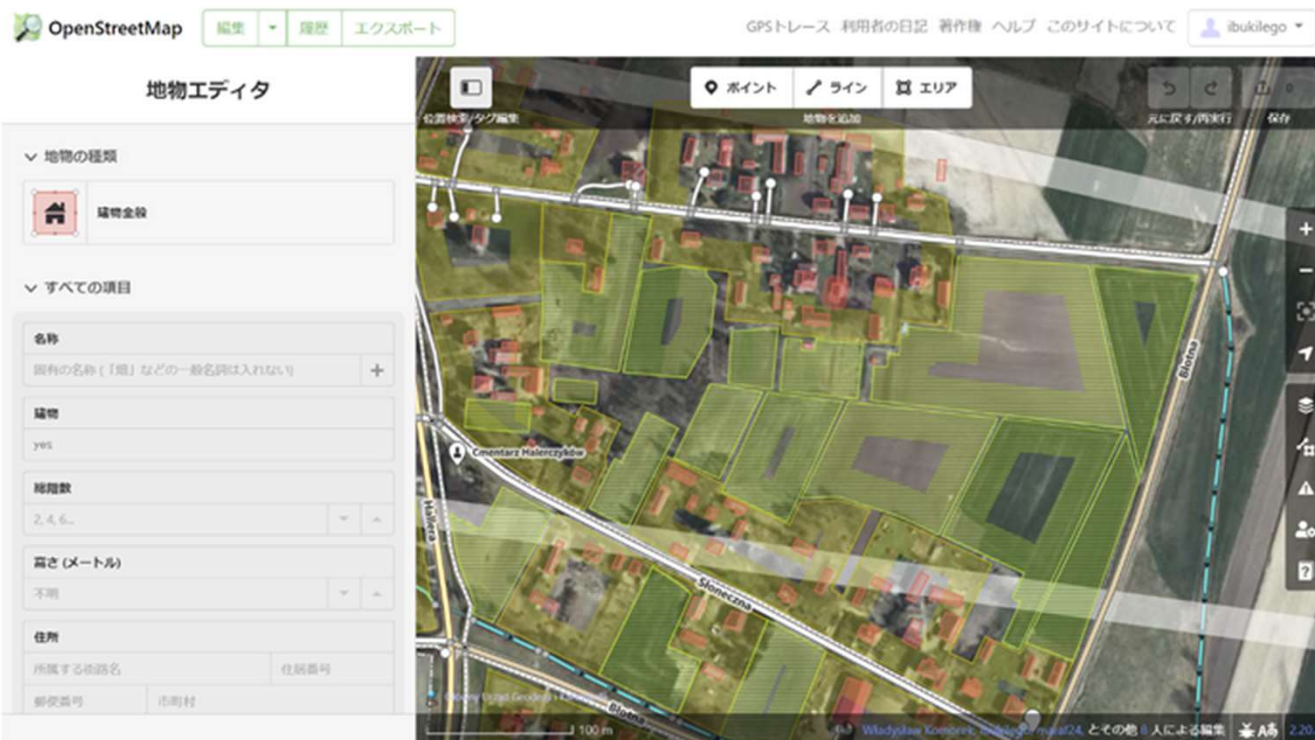 OpenStreetMap
編集
履歴
エクスポート
GPSトレース 利用者の日記 著作権 ヘルプ このサイトについて
ibukilego
地物エディタ
地物の種類
建物全般
すべての項目
名称
固有の名称 (「畑」などの一般名詞は入れない)
建物
yes
総階数
2, 4, 6...
高さ (メートル)
不明
住所
所属する街路名
住居番号
郵便番号
市町村
ポイント
ライン
エリア
位置検索/タグ編集
地物を追加
元に戻す/再実行
保存
0
Błotna
Cmentarz Halerczyków
Hallera
Słoneczna
Błotna
100 m
Władysław Komorek,
とその他 8 人による編集
2.20